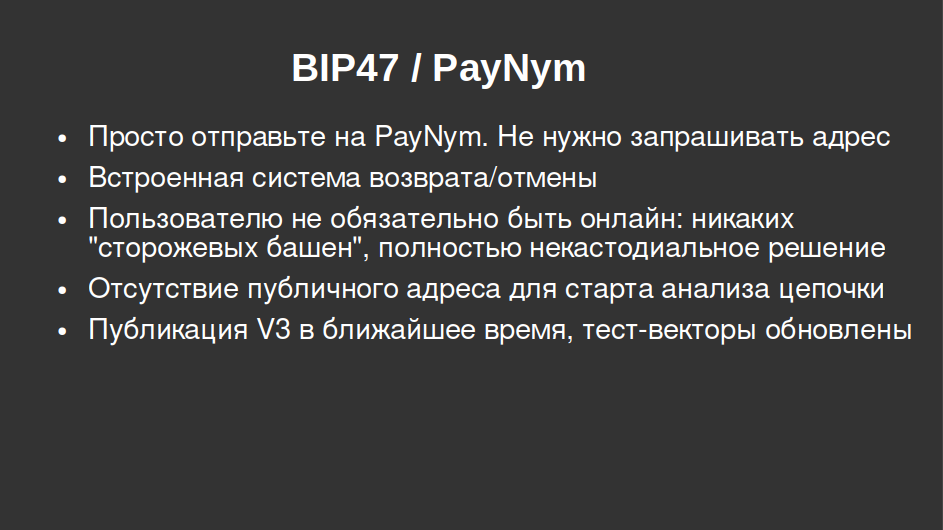 BIP47 / PayNym
• Просто отправьте на PayNym. Не нужно запрашивать адрес
• Встроенная система возврата/отмены
• Пользователю не обязательно быть онлайн: никаких
"сторожевых башен", полностью некастодиальное решение
• Отсутствие публичного адреса для старта анализа цепочки
• Публикация V3 в ближайшее время, тест-векторы обновлены